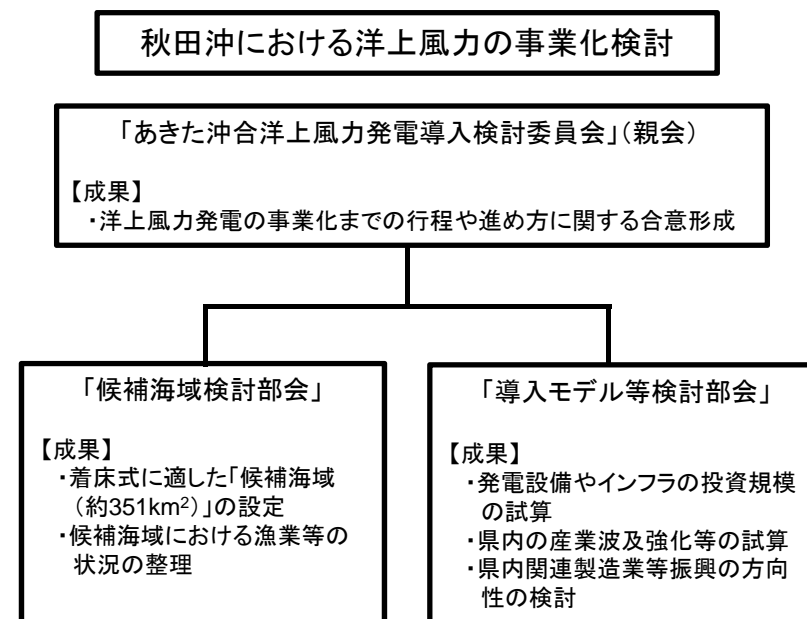 秋田沖における洋上風力の事業化検討
「あきた沖合洋上風力発電導入検討委員会」（親会）
【成果】
・洋上風力発電の事業化までの行程や進め方に関する合意形成
「候補海域検討部会」
【成果】
・着床式に適した「候補海域
（約351km²）」の設定
・候補海域における漁業等の
状況の整理
「導入モデル等検討部会」
【成果】
・発電設備やインフラの投資規模
の試算
・県内の産業波及強化等の試算
・県内関連製造業等振興の方向
性の検討